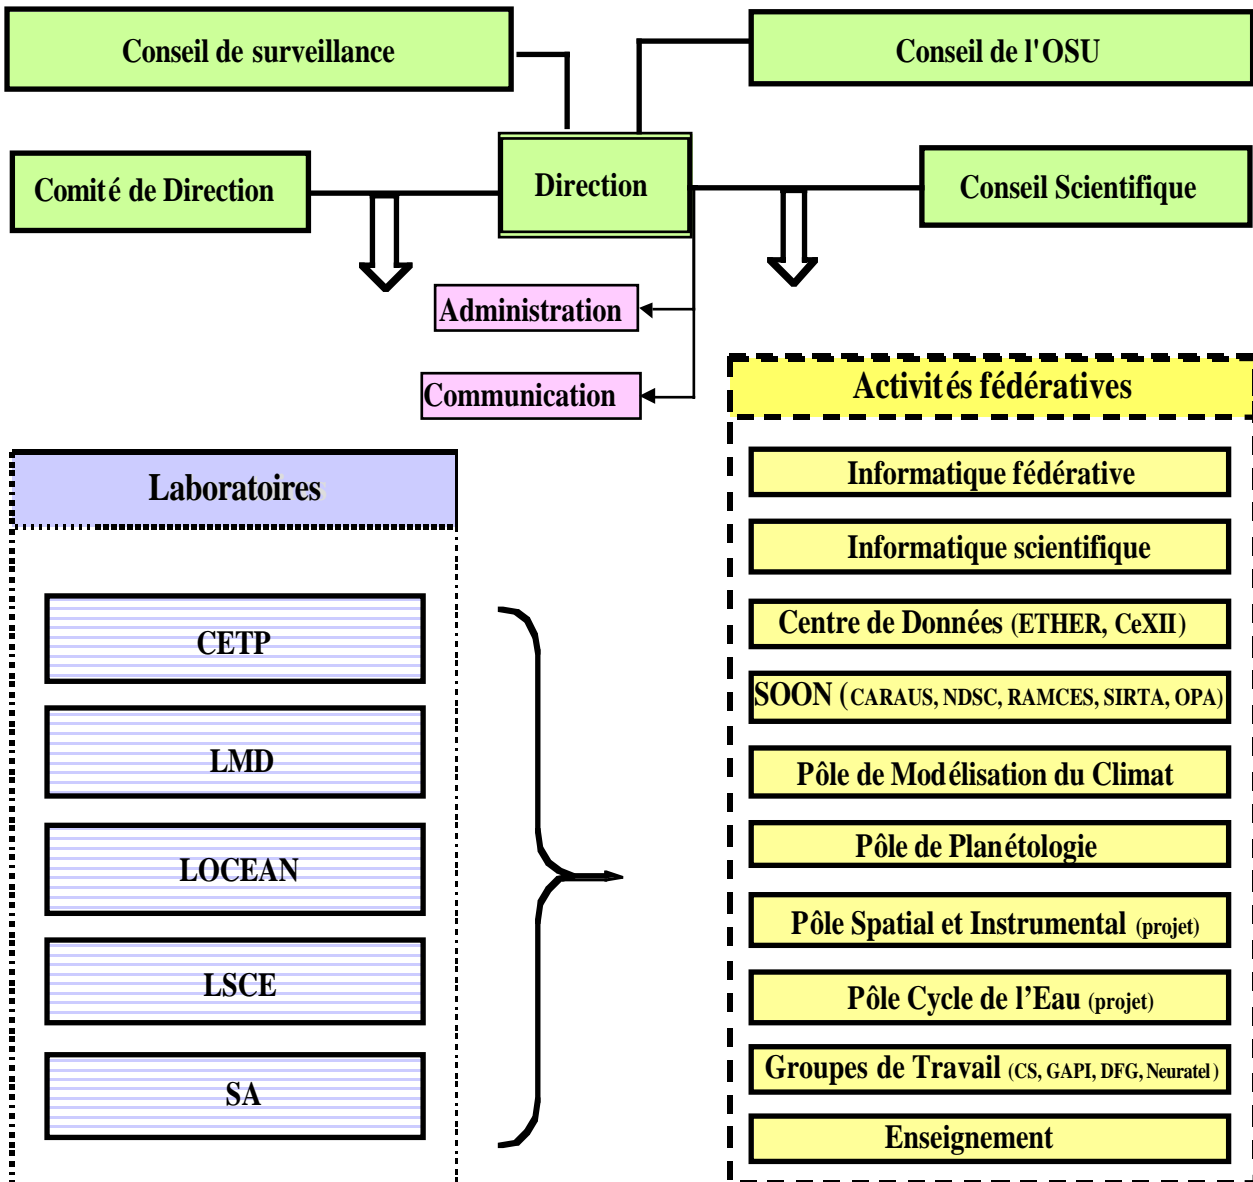 Conseil de surveillance
Conseil de l'OSU
Comité de Direction
Direction
Conseil Scientifique
Administration
Communication
Activités fédératives
Laboratoires
Informatique fédérative
Informatique scientifique
CETP
Centre de Données (ETHER, CeXII)
SOON (CARAUS, NDSC, RAMCES, SIRTA, OPA)
LMD
Pôle de Modélisation du Climat
LOCEAN
Pôle de Planétologie
Pôle Spatial et Instrumental (projet)
LSCE
Pôle Cycle de l’Eau (projet)
Groupes de Travail (CS, GAPI, DFG, Neuratel)
SA
Enseignement